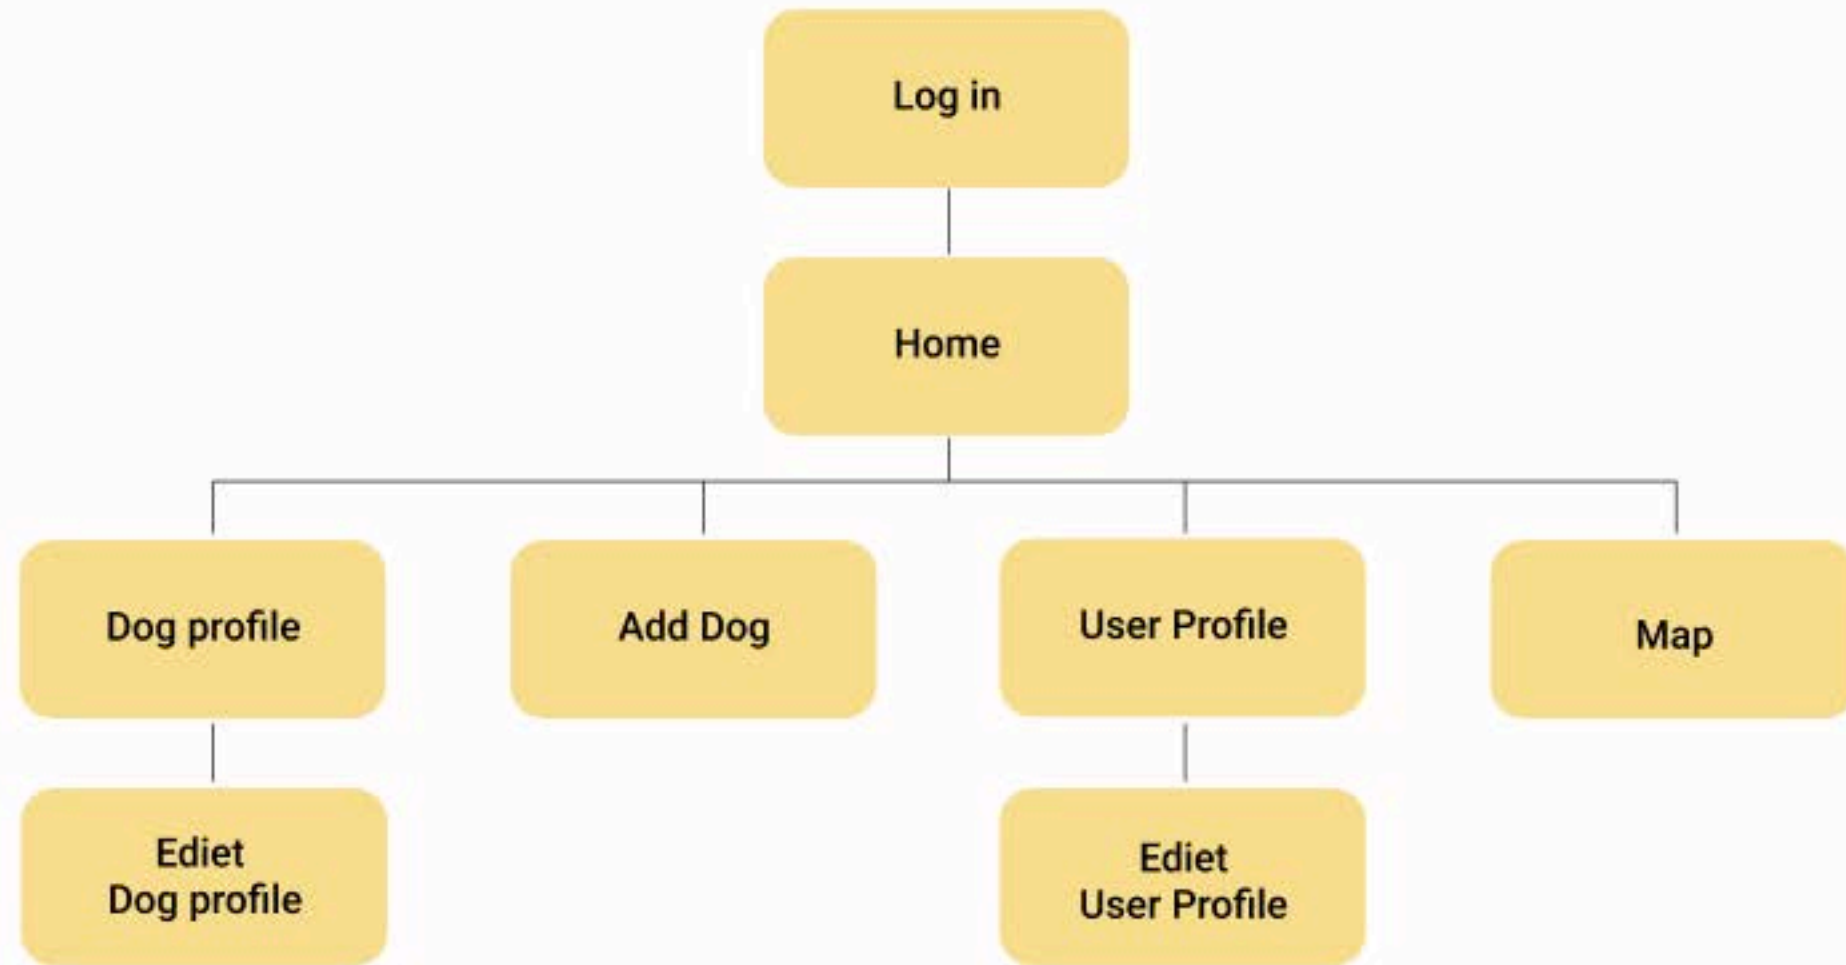 Log in
Home
Dog profile
Add Dog
User Profile
Map
Ediet
Dog profile
Ediet
User Profile